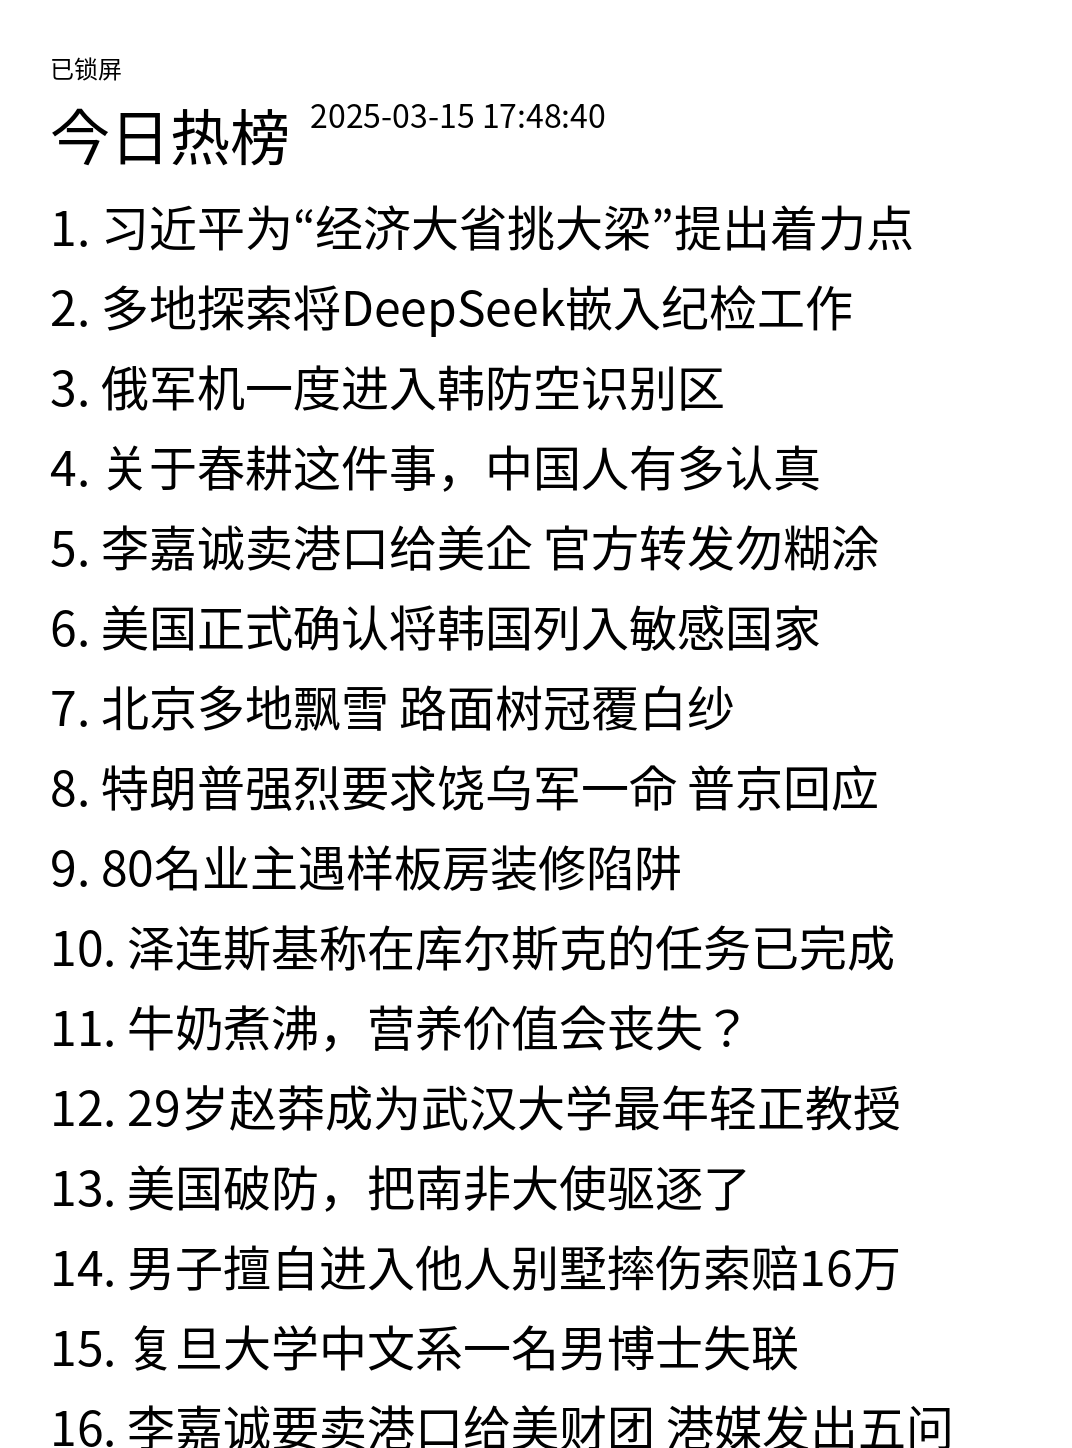 已锁屏
今日热榜 2025-03-15 17:48:40
1. 习近平为“经济大省挑大梁”提出着力点
2. 多地探索将DeepSeek嵌入纪检工作
3. 俄军机一度进入韩防空识别区
4. 关于春耕这件事，中国人有多认真
5. 李嘉诚卖港口给美企 官方转发勿糊涂
6. 美国正式确认将韩国列入敏感国家
7. 北京多地飘雪 路面树冠覆白纱
8. 特朗普强烈要求饶乌军一命 普京回应
9. 80名业主遇样板房装修陷阱
10. 泽连斯基称在库尔斯克的任务已完成
11. 牛奶煮沸，营养价值会丧失？
12. 29岁赵莽成为武汉大学最年轻正教授
13. 美国破防，把南非大使驱逐了
14. 男子擅自进入他人别墅摔伤索赔16万
15. 复旦大学中文系一名男博士失联
16. 李嘉诚要卖港口给美财团 港媒发出五问